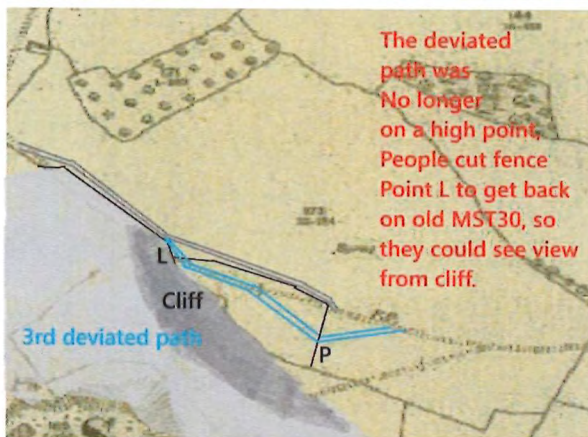 The deviated
path was
No longer
on a high point,
People cut fence
Point L to get back
on old MST30, so
they could see view
from cliff.
L
Cliff
3rd deviated path
P